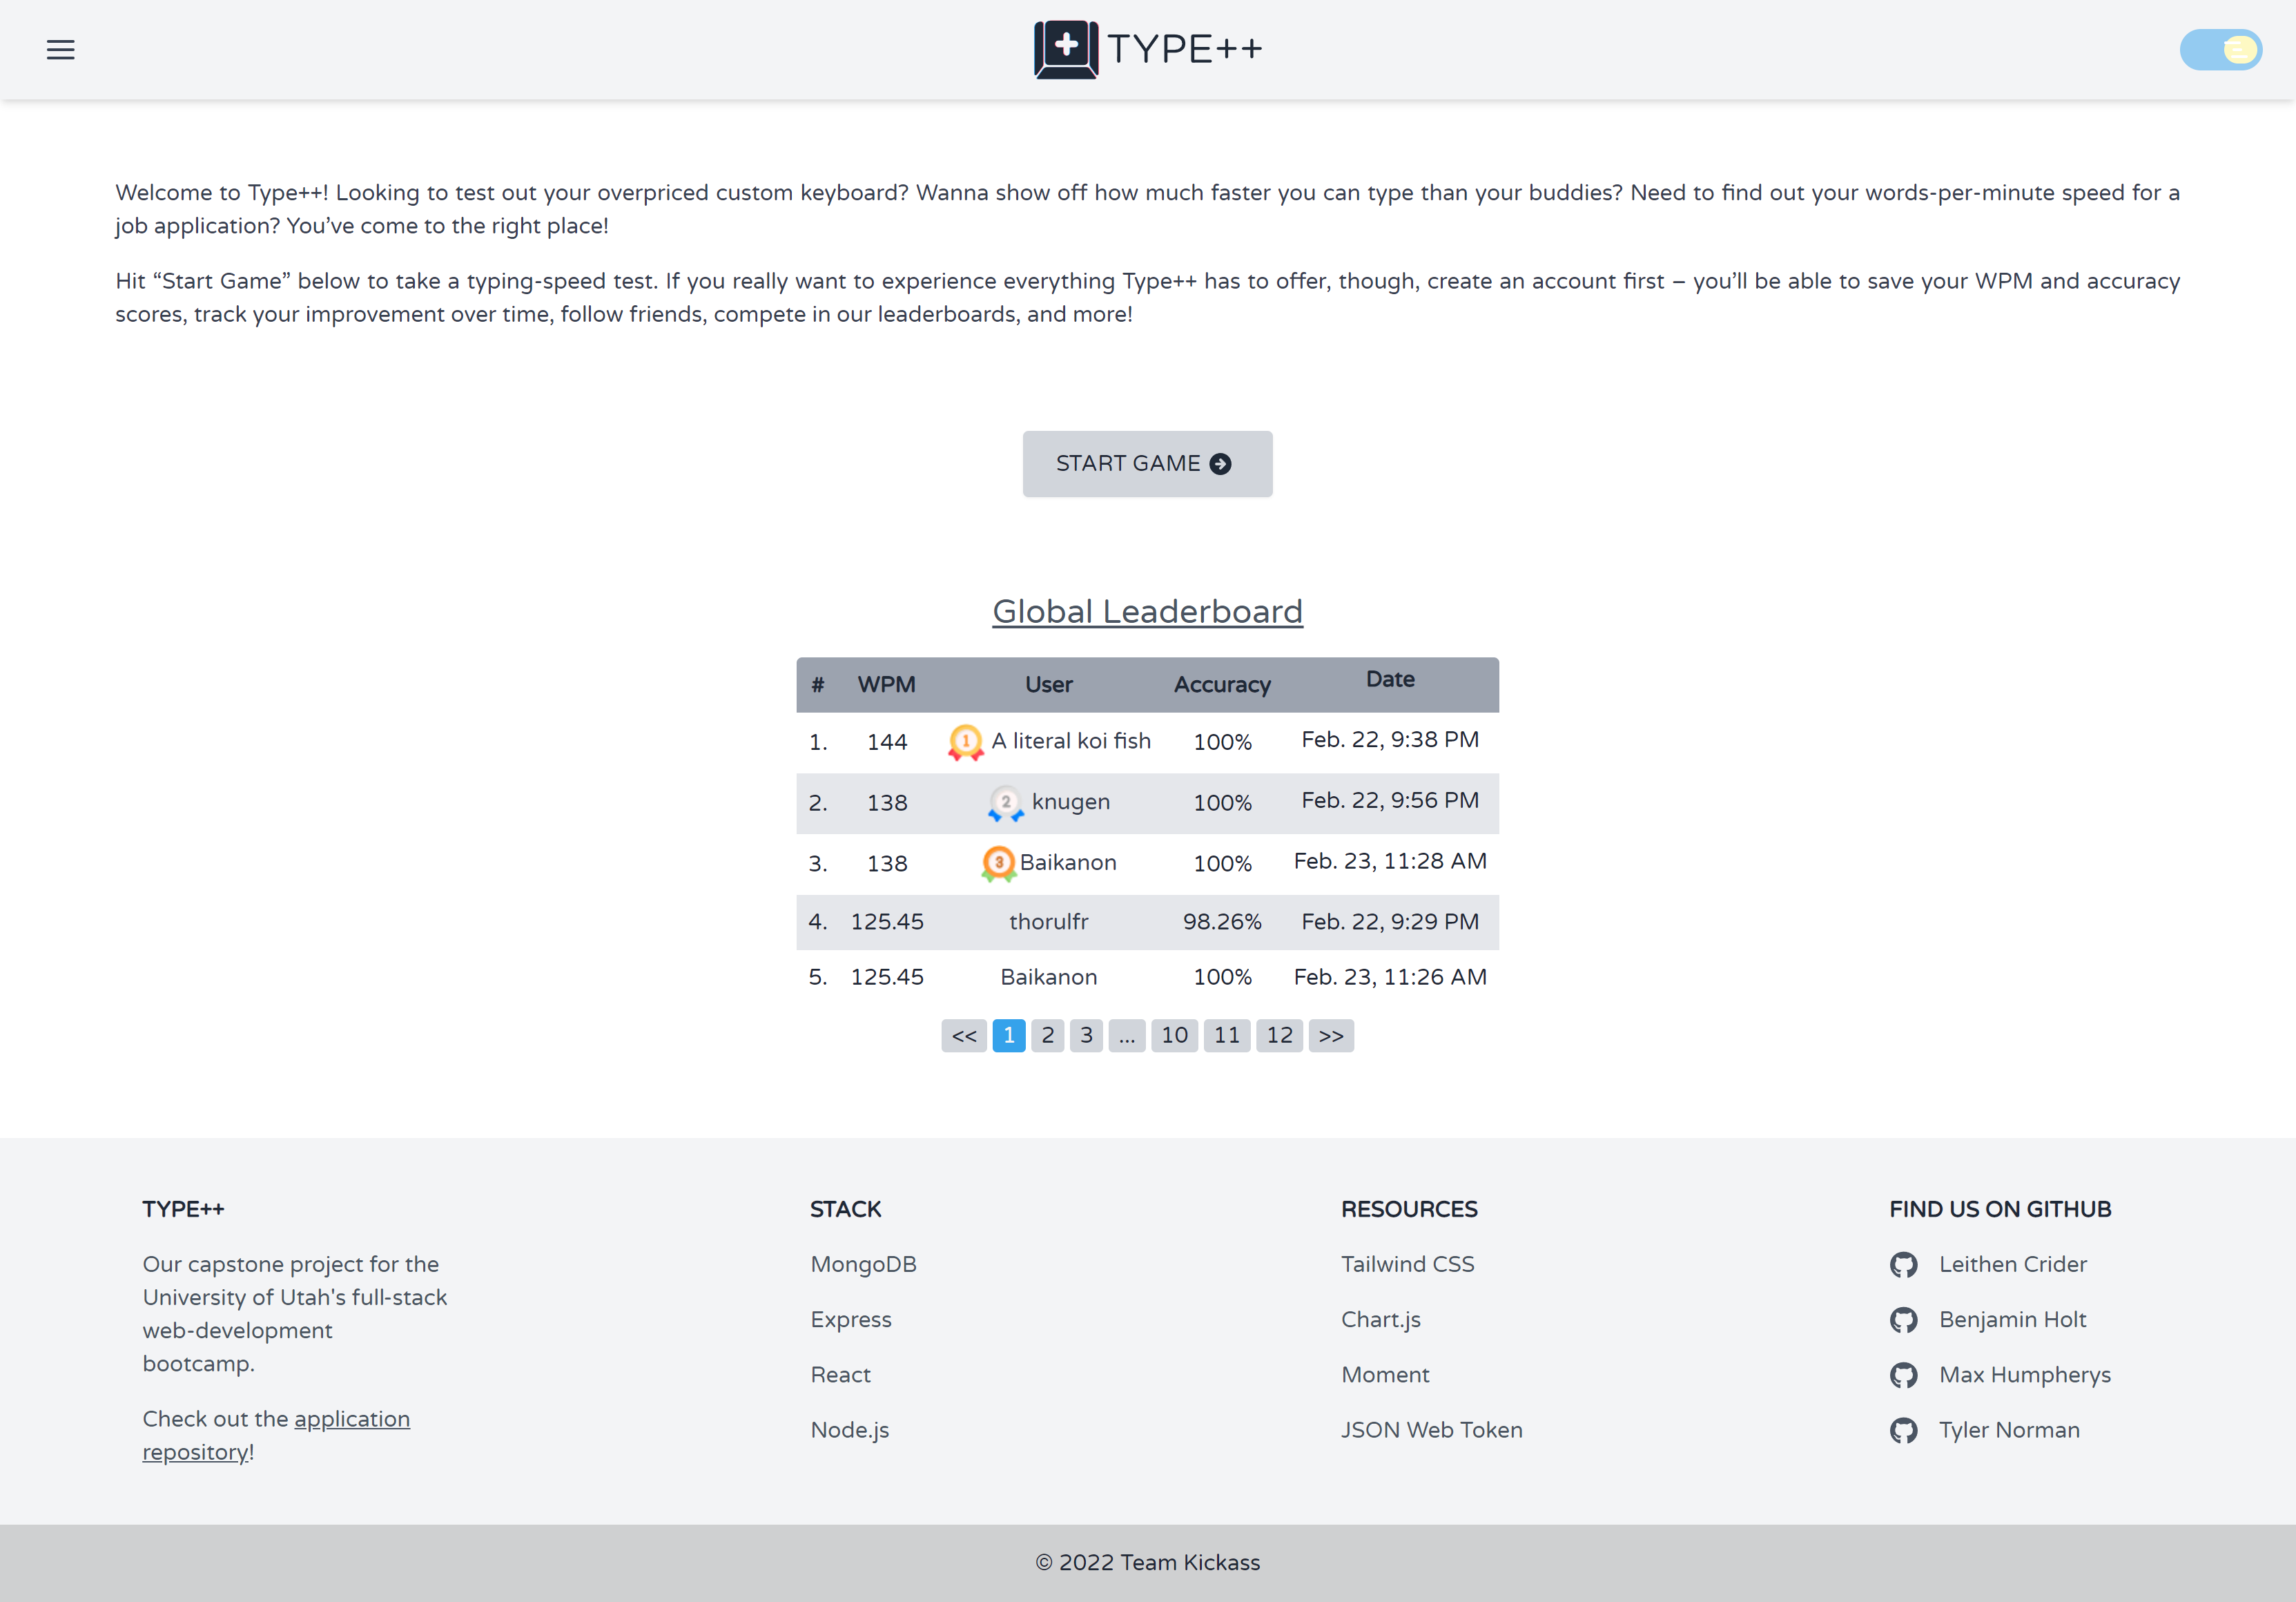 TYPE++
Welcome to Type++! Looking to test out your overpriced custom keyboard? Wanna show off how much faster you can type than your buddies? Need to find out your words-per-minute speed for a
job application? You’ve come to the right place!
Hit “Start Game” below to take a typing-speed test. If you really want to experience everything Type++ has to offer, though, create an account first – you’ll be able to save your WPM and accuracy
scores, track your improvement over time, follow friends, compete in our leaderboards, and more!
START GAME
Global Leaderboard
# WPM User Accuracy Date
1. 144 1 A literal koi fish 100% Feb. 22, 9:38 PM
2. 138 2 knugen 100% Feb. 22, 9:56 PM
3. 138 3 Baikanon 100% Feb. 23, 11:28 AM
4. 125.45 thorulfr 98.26% Feb. 22, 9:29 PM
5. 125.45 Baikanon 100% Feb. 23, 11:26 AM
<< 1 2 3 ... 10 11 12 >>
TYPE++
Our capstone project for the
University of Utah's full-stack
web-development
bootcamp.
Check out the application
repository!
STACK
MongoDB
Express
React
Node.js
RESOURCES
Tailwind CSS
Chart.js
Moment
JSON Web Token
FIND US ON GITHUB
Leithen Crider
Benjamin Holt
Max Humpherys
Tyler Norman
© 2022 Team Kickass